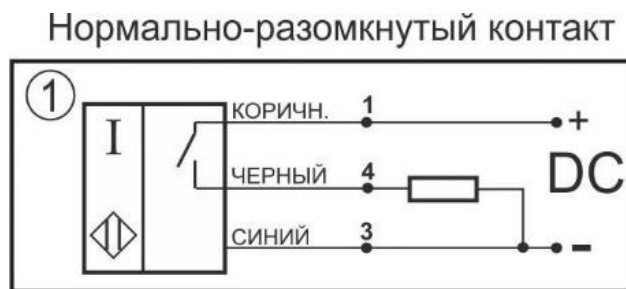 Нормально-разомкнутый контакт
1
I
КОРИЧН. 1 +
ЧЕРНЫЙ 4 DC
СИНИЙ 3 -